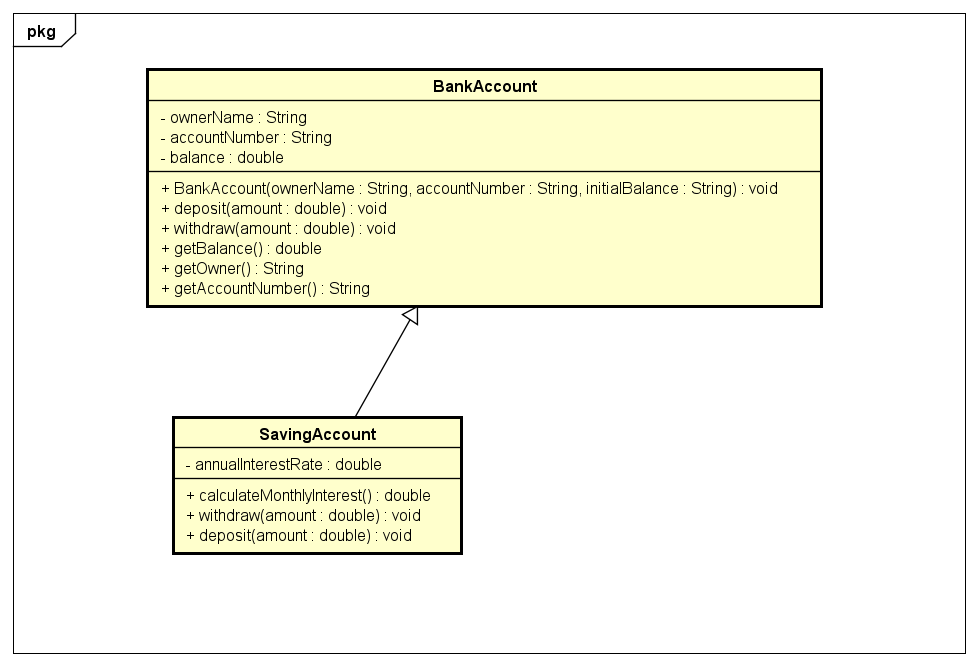 pkg
BankAccount
- ownerName : String
- accountNumber : String
- balance : double
+ BankAccount(ownerName : String, accountNumber : String, initialBalance : String) : void
+ deposit(amount : double) : void
+ withdraw(amount : double) : void
+ getBalance() : double
+ getOwner() : String
+ getAccountNumber() : String
SavingAccount
- annualInterestRate : double
+ calculateMonthlyInterest() : double
+ withdraw(amount : double) : void
+ deposit(amount : double) : void